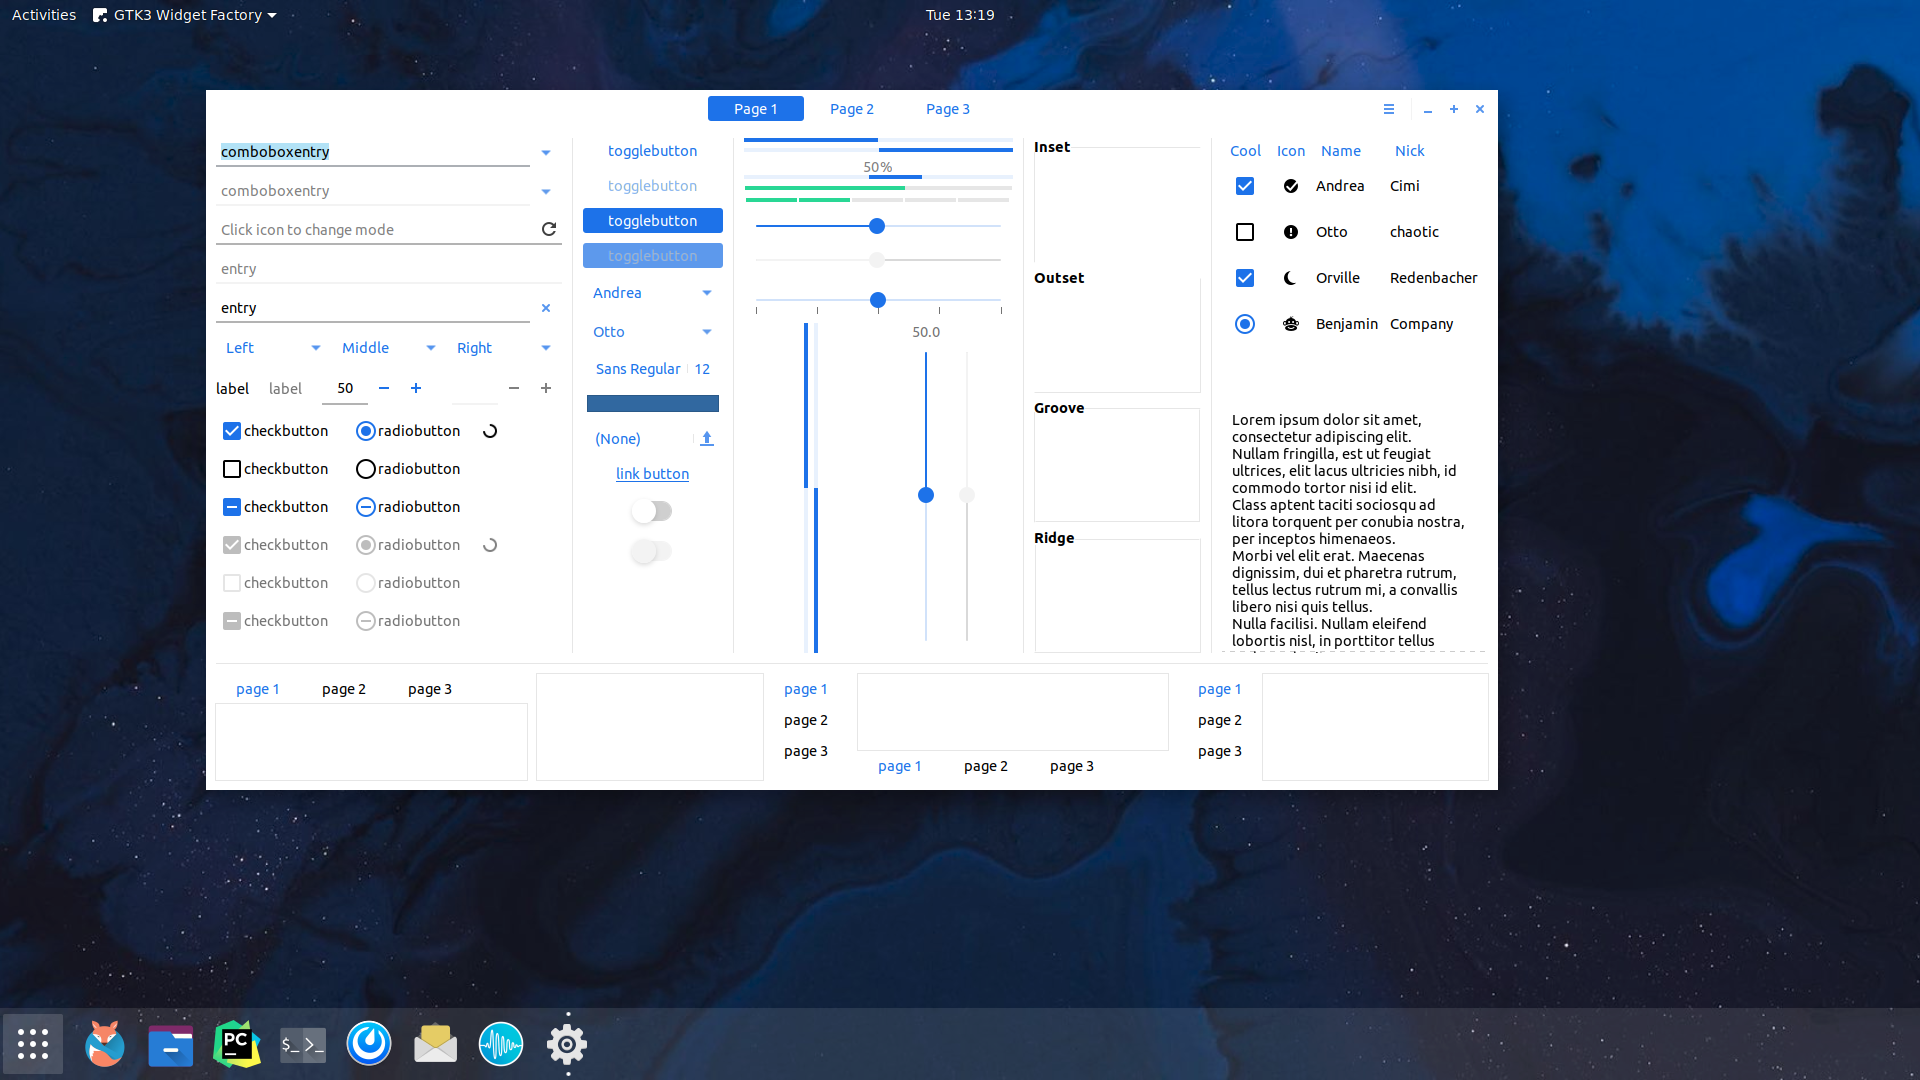 Activities GTK3 Widget Factory Tue 13:19
Page 1 Page 2 Page 3
comboboxentry
comboboxentry
Click icon to change mode
entry
entry
Left Middle Right
label label 50
checkbutton radiobutton
checkbutton radiobutton
checkbutton radiobutton
checkbutton radiobutton
checkbutton radiobutton
checkbutton radiobutton
togglebutton
togglebutton
togglebutton
togglebutton
Andrea
Otto
Sans Regular 12
(None)
link button
50%
50.0
Inset
Outset
Groove
Ridge
Cool Icon Name Nick
Andrea Cimi
Otto chaotic
Orville Redenbacher
Benjamin Company
Lorem ipsum dolor sit amet,
consectetur adipiscing elit.
Nullam fringilla, est ut feugiat
ultrices, elit lacus ultricies nibh, id
commodo tortor nisi id elit.
Class aptent taciti sociosqu ad
litora torquent per conubia nostra,
per inceptos himenaeos.
Morbi vel elit erat. Maecenas
dignissim, dui et pharetra rutrum,
tellus lectus rutrum mi, a convallis
libero nisi quis tellus.
Nulla facilisi. Nullam eleifend
lobortis nisl, in porttitor tellus
page 1 page 2 page 3
page 1
page 2
page 3
page 1 page 2 page 3
page 1
page 2
page 3
PC
$_ >_